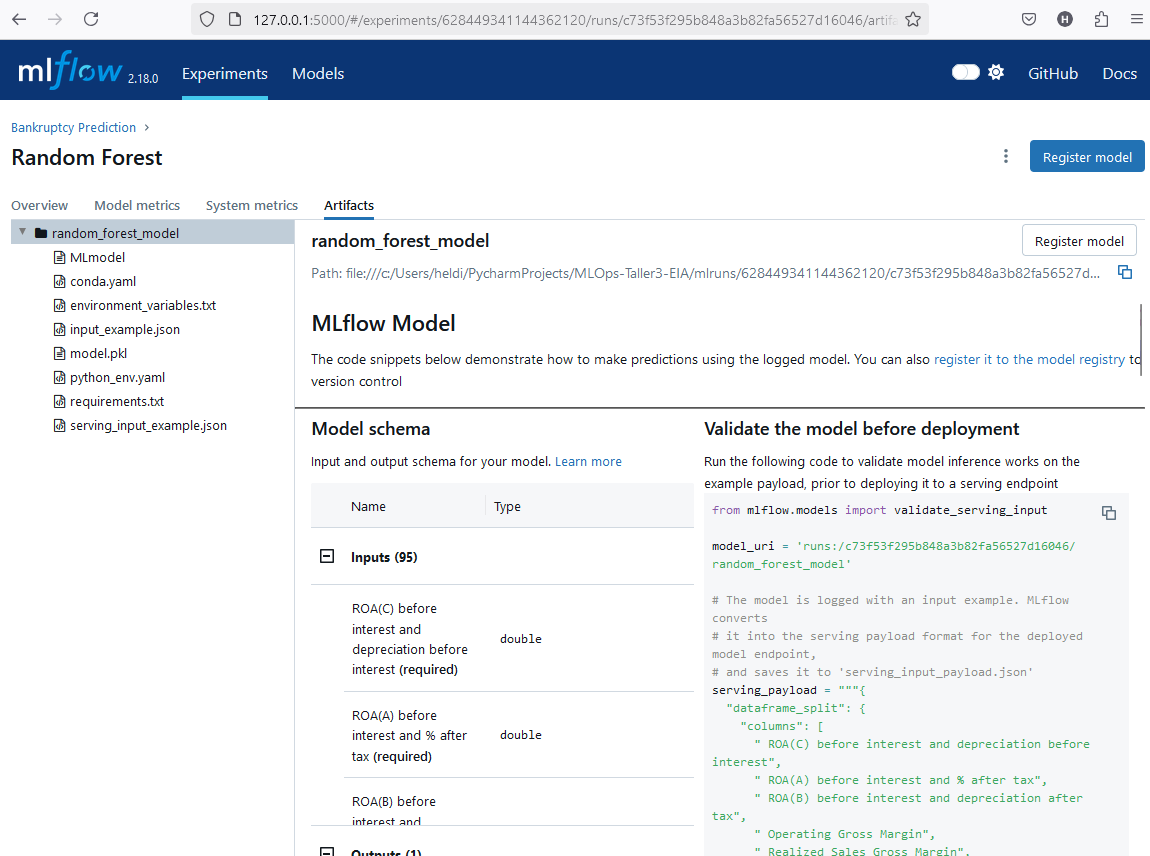 127.0.0.1:5000/#/experiments/628449341144362120/runs/c73f53f295b848a3b82fa56527d16046/artifa
H
mlflow 2.18.0
Experiments
Models
GitHub
Docs
Bankruptcy Prediction >
Random Forest
Register model
Overview
Model metrics
System metrics
Artifacts
random_forest_model
MLmodel
conda.yaml
environment_variables.txt
input_example.json
model.pkl
python_env.yaml
requirements.txt
serving_input_example.json
random_forest_model
Register model
Path: file:///c:/Users/heldi/PycharmProjects/MLOps-Taller3-EIA/mlruns/628449341144362120/c73f53f295b848a3b82fa56527d...
MLflow Model
The code snippets below demonstrate how to make predictions using the logged model. You can also register it to the model registry to
version control
Model schema
Input and output schema for your model. Learn more
Name
Type
Inputs (95)
ROA(C) before
interest and
depreciation before
interest (required)
double
ROA(A) before
interest and % after
tax (required)
double
ROA(B) before
interest and
Outputs (1)
Validate the model before deployment
Run the following code to validate model inference works on the
example payload, prior to deploying it to a serving endpoint
from mlflow.models import validate_serving_input
model_uri = 'runs:/c73f53f295b848a3b82fa56527d16046/
random_forest_model'
# The model is logged with an input example. MLflow
converts
# it into the serving payload format for the deployed
model endpoint,
# and saves it to 'serving_input_payload.json'
serving_payload = """{
"dataframe_split": {
"columns": [
" ROA(C) before interest and depreciation before
interest",
" ROA(A) before interest and % after tax",
" ROA(B) before interest and depreciation after
tax",
" Operating Gross Margin",
" Realized Sales Gross Margin",